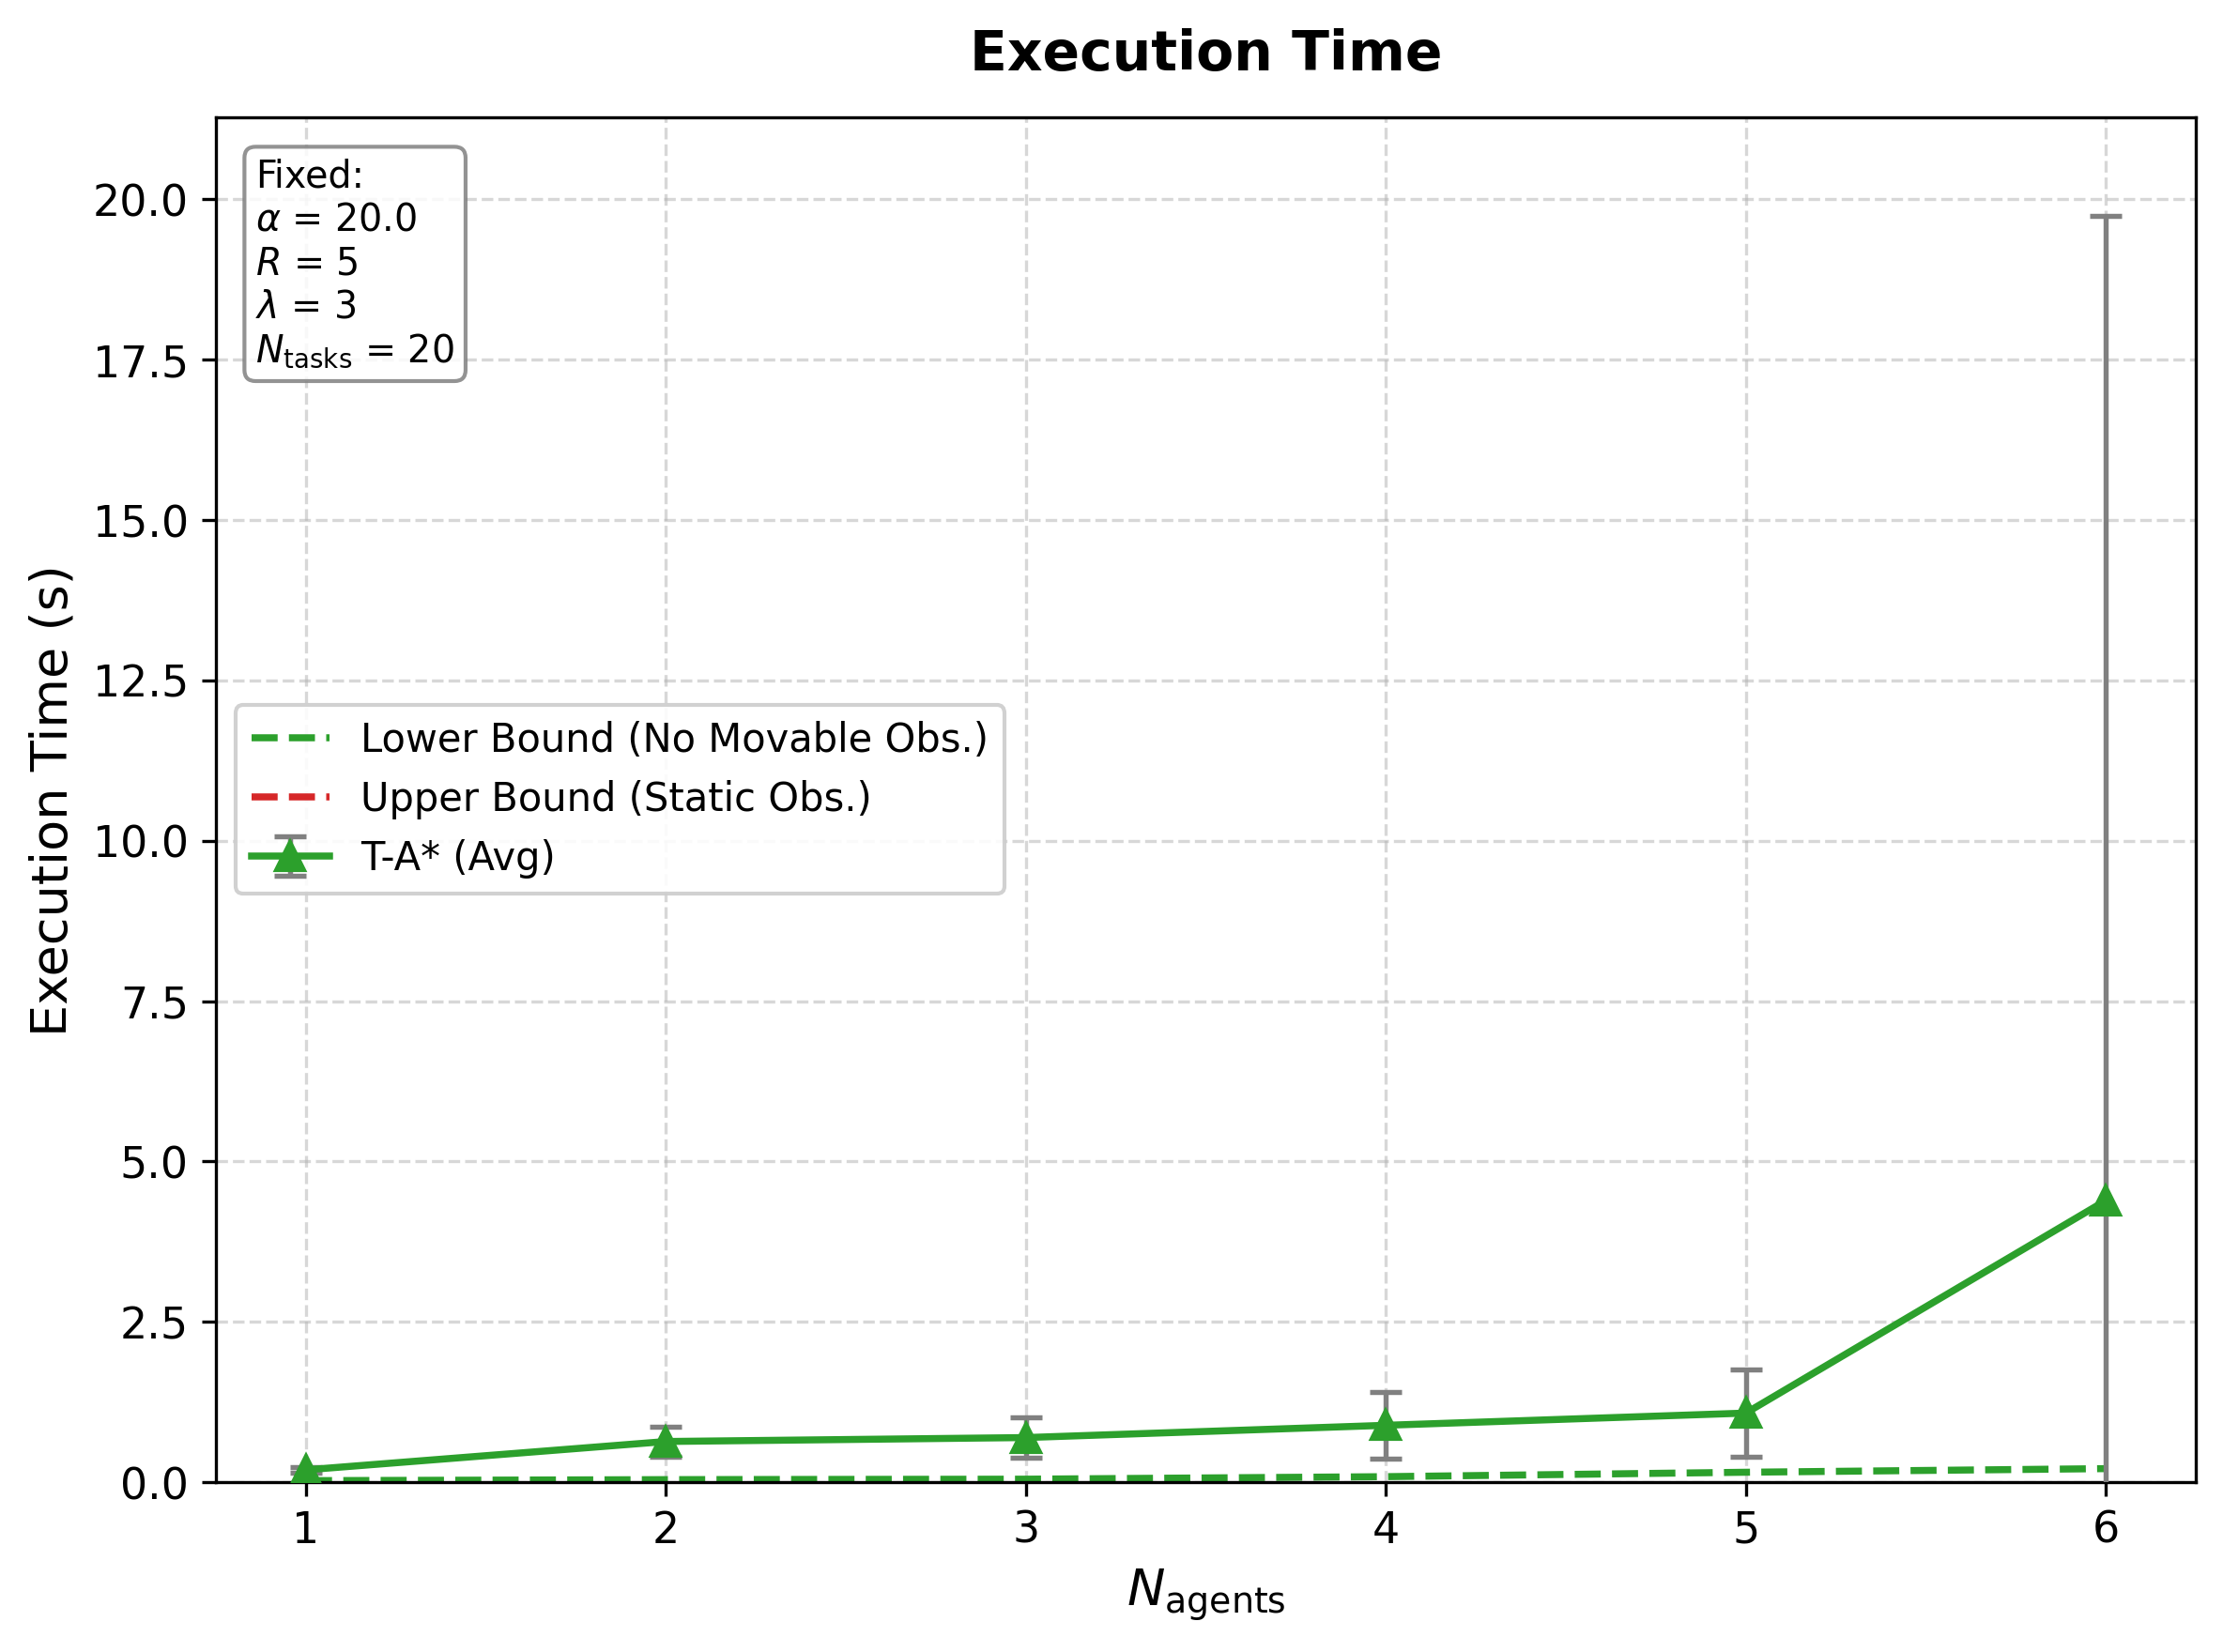 Execution Time
Fixed:
α = 20.0
R = 5
λ = 3
N_tasks = 20
Execution Time (s)
20.0
17.5
15.0
12.5
10.0
7.5
5.0
2.5
0.0
Lower Bound (No Movable Obs.)
Upper Bound (Static Obs.)
T-A* (Avg)
1 2 3 4 5 6
N_agents